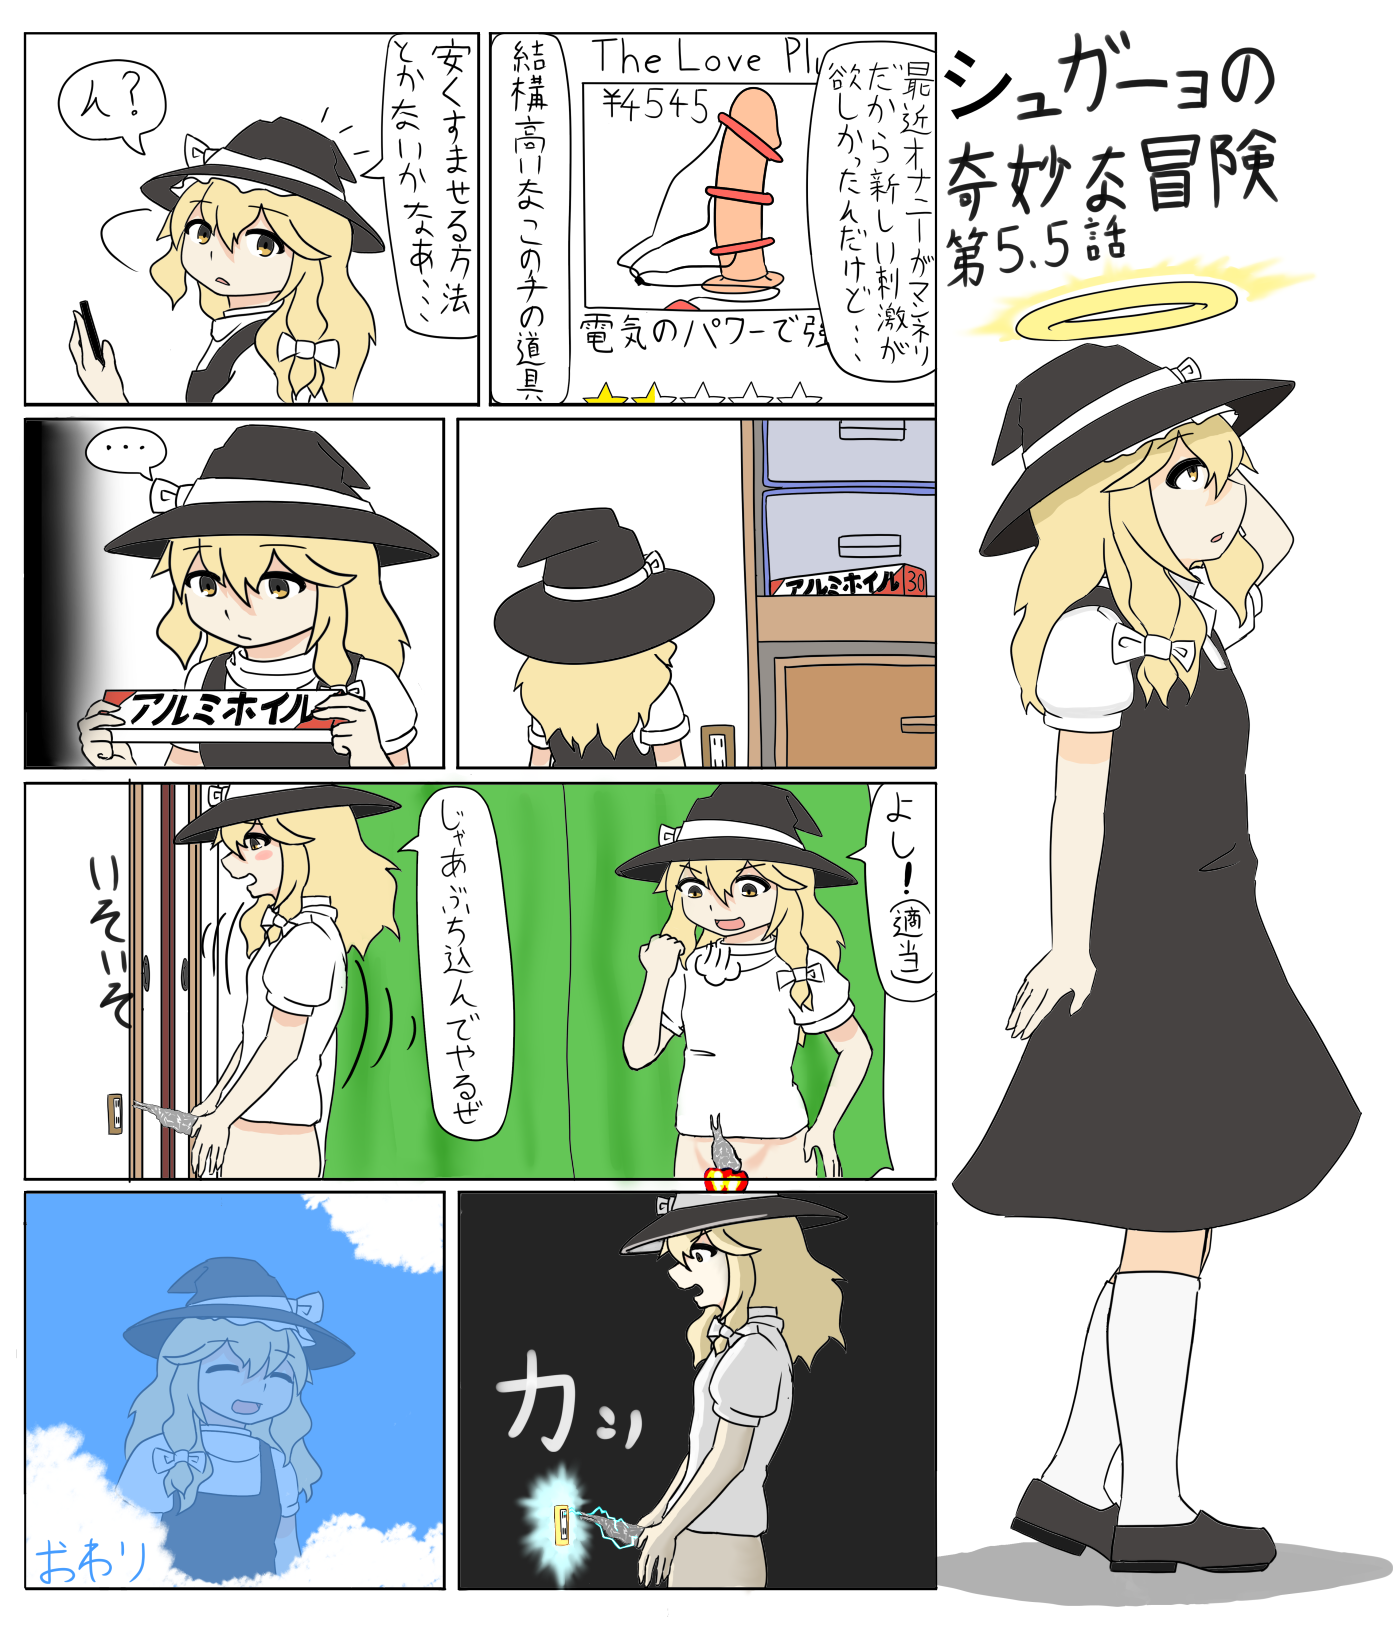 シュガーョの
奇妙な冒険
第5.5話
最近オナニーがマンネリ
だから新しい刺激が
欲しかったんだけど...
The Love Pl
¥4545
電気のパワーで強
結構高いなこのチの道具
安くすませる方法
とかないかなあ...
ん?
アルミホイル
30
...
アルミホイル
よし!
適当
じゃあぶち込んでやるぜ
いそいそ
カッ
おわり